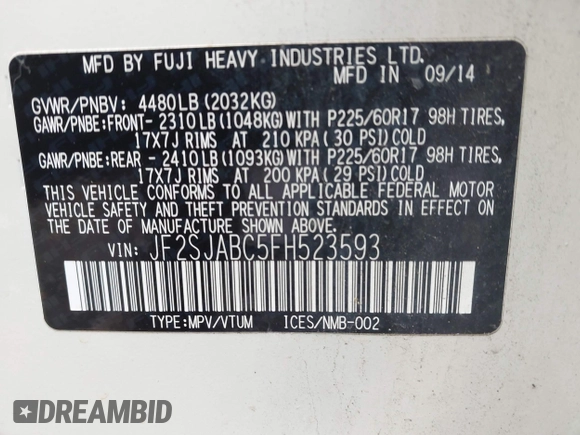 MFD BY FUJI HEAVY INDUSTRIES LTD.
MFD IN 09/14
GVWR/PNBV: 4480LB (2032KG)
GAWR/PNBE:FRONT-2310LB(1048KG)WITH P225/60R17 98H TIRES,
17X7J RIMS AT 210 KPA(30 PSI)COLD
GAWR/PNBE:REAR -2410LB(1093KG)WITH P225/60R17 98H TIRES,
17X7J RIMS AT 200 KPA(29 PSI)COLD
THIS VEHICLE CONFORMS TO ALL APPLICABLE FEDERAL MOTOR
VEHICLE SAFETY AND THEFT PREVENTION STANDARDS IN EFFECT
ON THE DATE OF MANUFACTURE SHOWN ABOVE.
VIN: JF2SJABC5FH523593
TYPE:MPV/VTUM ICES/NMB-002
DREAMBID